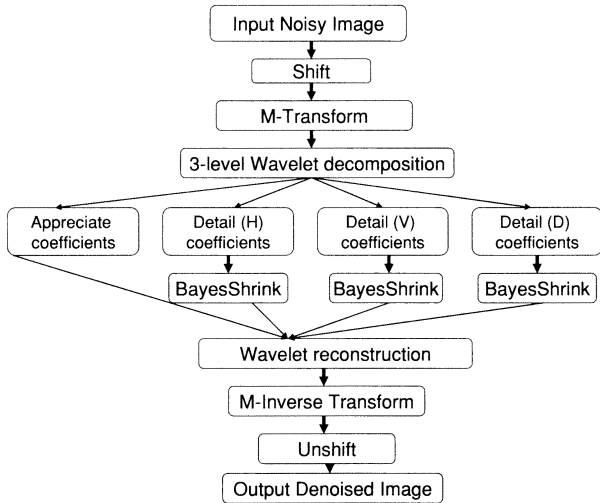 Input Noisy Image
Shift
M-Transform
3-level Wavelet decomposition
Appreciate
coefficients
Detail (H)
coefficients
Detail (V)
coefficients
Detail (D)
coefficients
BayesShrink
BayesShrink
BayesShrink
Wavelet reconstruction
M-Inverse Transform
Unshift
Output Denoised Image